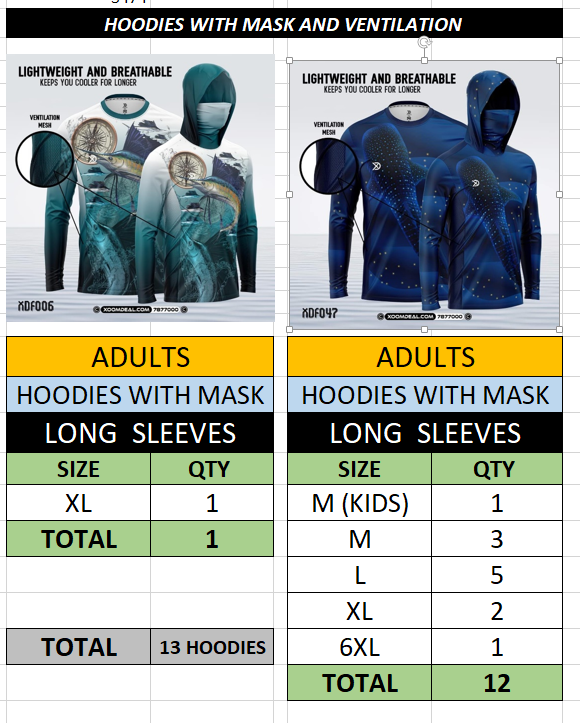 HOODIES WITH MASK AND VENTILATION
LIGHTWEIGHT AND BREATHABLE
KEEPS YOU COOLER FOR LONGER
VENTILATION
MESH
XDF006
XOOMDEAL.COM 7877000
ADULTS
HOODIES WITH MASK
LONG SLEEVES
SIZE QTY
XL 1
TOTAL 1
TOTAL 13 HOODIES
LIGHTWEIGHT AND BREATHABLE
KEEPS YOU COOLER FOR LONGER
VENTILATION
MESH
XDF047
XOOMDEAL.COM 7877000
ADULTS
HOODIES WITH MASK
LONG SLEEVES
SIZE QTY
M (KIDS) 1
M 3
L 5
XL 2
6XL 1
TOTAL 12